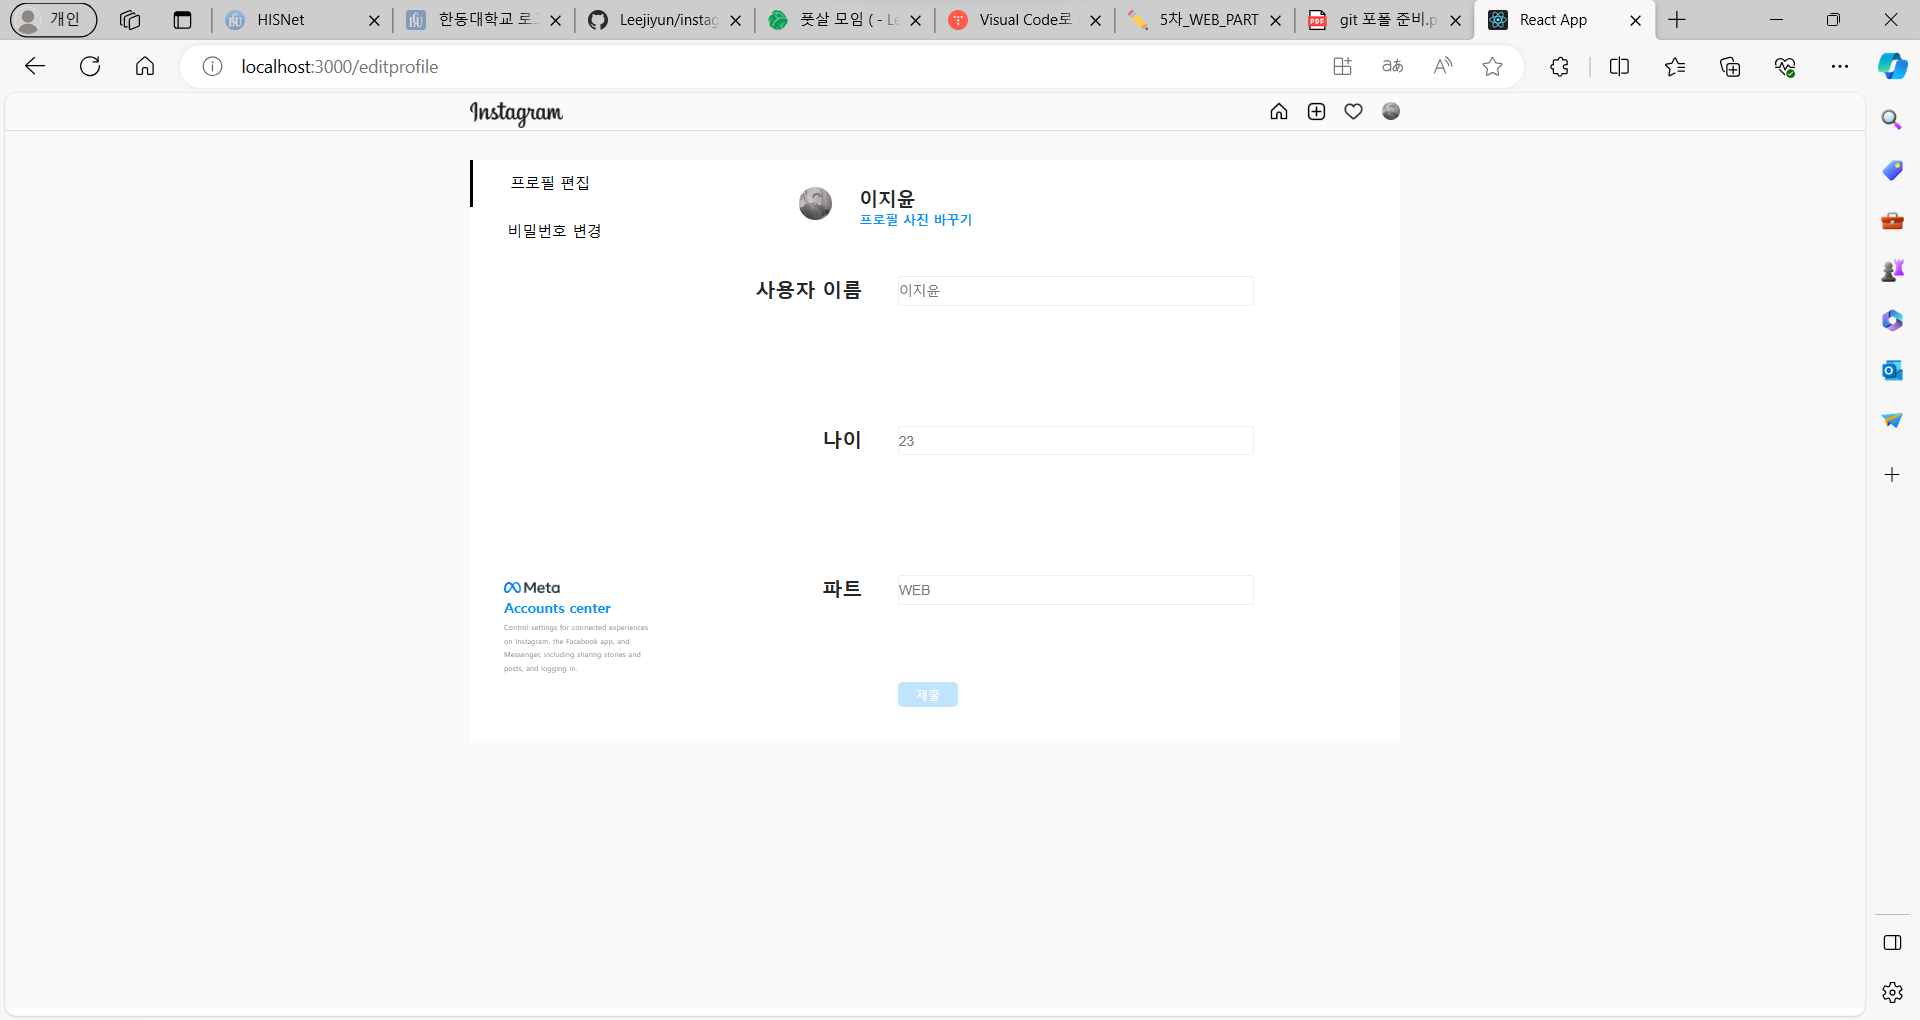 개인
HISNet
한동대학교 로그
Leejiyun/instag
풋살 모임 ( - Le
Visual Code로
5차_WEB_PART
git 포폴 준비.p
React App
localhost:3000/editprofile
Instagram
프로필 편집
비밀번호 변경
이지윤
프로필 사진 바꾸기
사용자 이름
이지윤
나이
23
파트
WEB
Meta
Accounts center
Control settings for connected experiences
on Instagram, the Facebook app, and
Messenger, including sharing stories and
posts, and logging in.
제출